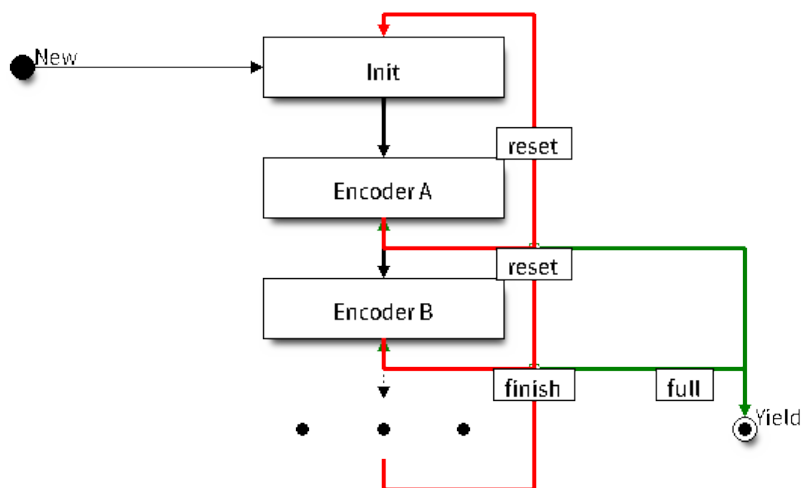 New
Init
reset
Encoder A
reset
Encoder B
finish
full
Yield